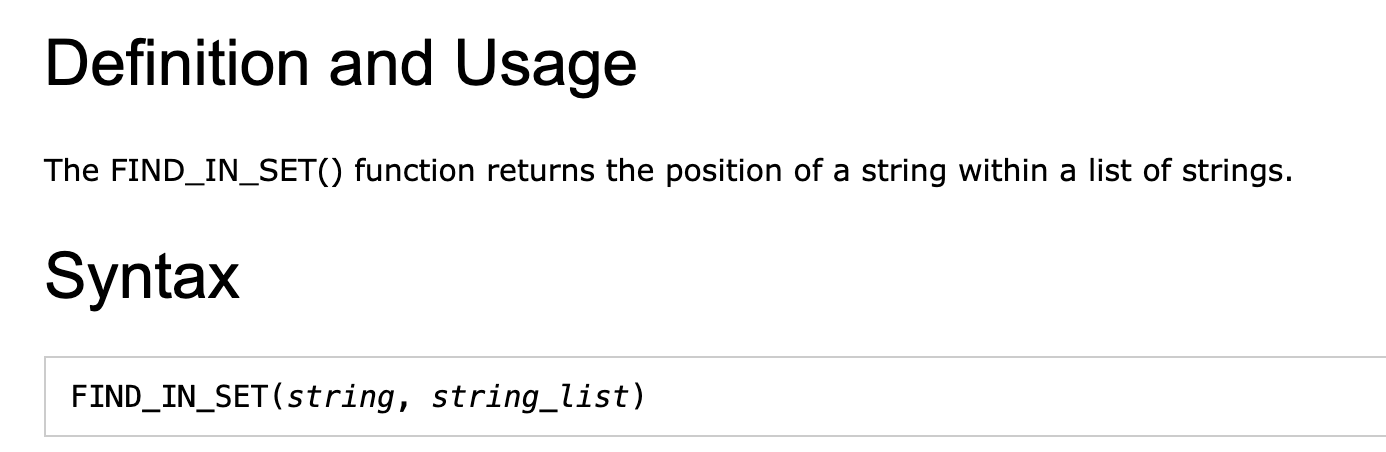 Definition and Usage
The FIND_IN_SET() function returns the position of a string within a list of strings.
Syntax
FIND_IN_SET(string, string_list)